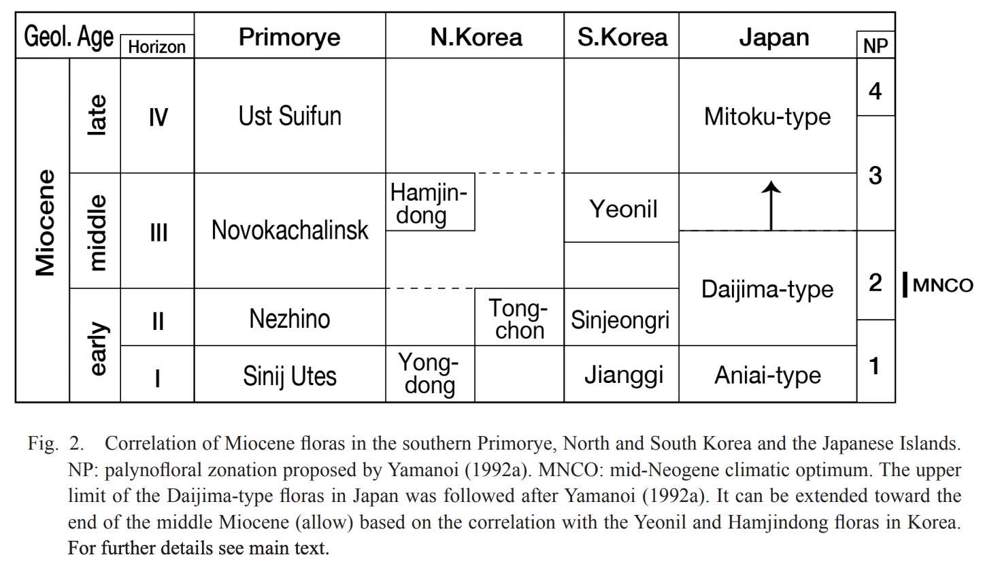 Geol. Age
Horizon
Primorye
N.Korea
S.Korea
Japan
NP
Miocene
late
IV
Ust Suifun
Mitoku-type
4
middle
III
Novokachalinsk
Hamjin-
dong
Yeonil
3
early
II
Nezhino
Tong-
chon
Sinjeongri
Daijima-type
2
MNCO
I
Sinij Utes
Yong-
dong
Jianggi
Aniai-type
1
Fig. 2. Correlation of Miocene floras in the southern Primorye, North and South Korea and the Japanese Islands.
NP: palynofloral zonation proposed by Yamanoi (1992a). MNCO: mid-Neogene climatic optimum. The upper
limit of the Daijima-type floras in Japan was followed after Yamanoi (1992a). It can be extended toward the
end of the middle Miocene (allow) based on the correlation with the Yeonil and Hamjindong floras in Korea.
For further details see main text.